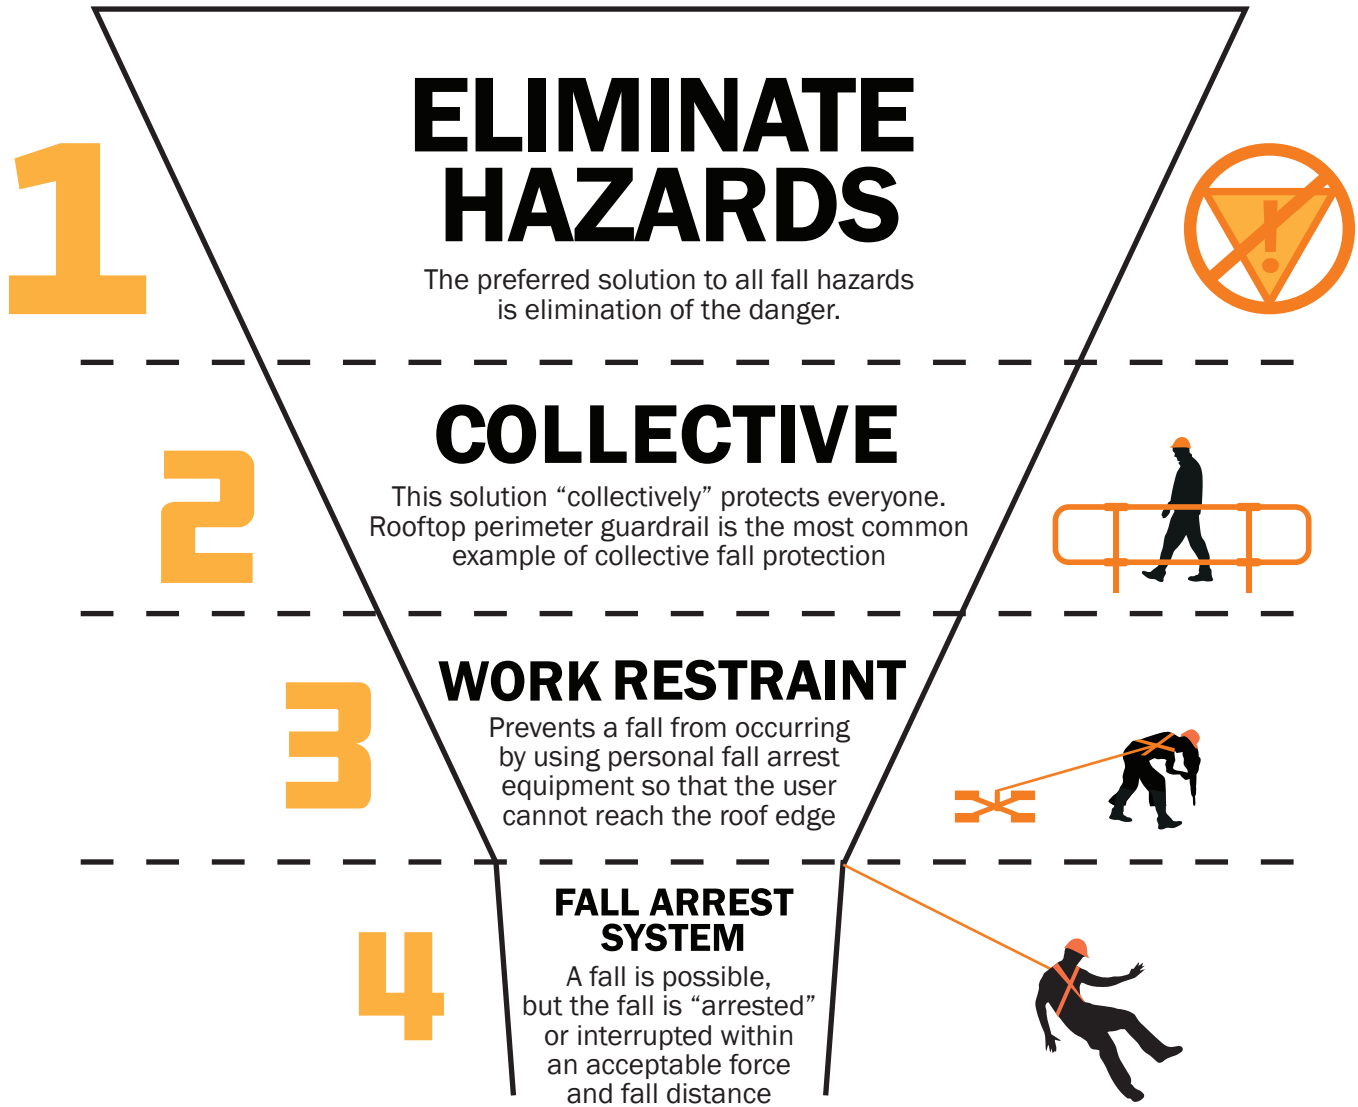 1
ELIMINATE
HAZARDS
The preferred solution to all fall hazards
is elimination of the danger.
!
2
COLLECTIVE
This solution “collectively” protects everyone.
Rooftop perimeter guardrail is the most common
example of collective fall protection
3
WORK RESTRAINT
Prevents a fall from occurring
by using personal fall arrest
equipment so that the user
cannot reach the roof edge
4
FALL ARREST
SYSTEM
A fall is possible,
but the fall is “arrested”
or interrupted within
an acceptable force
and fall distance